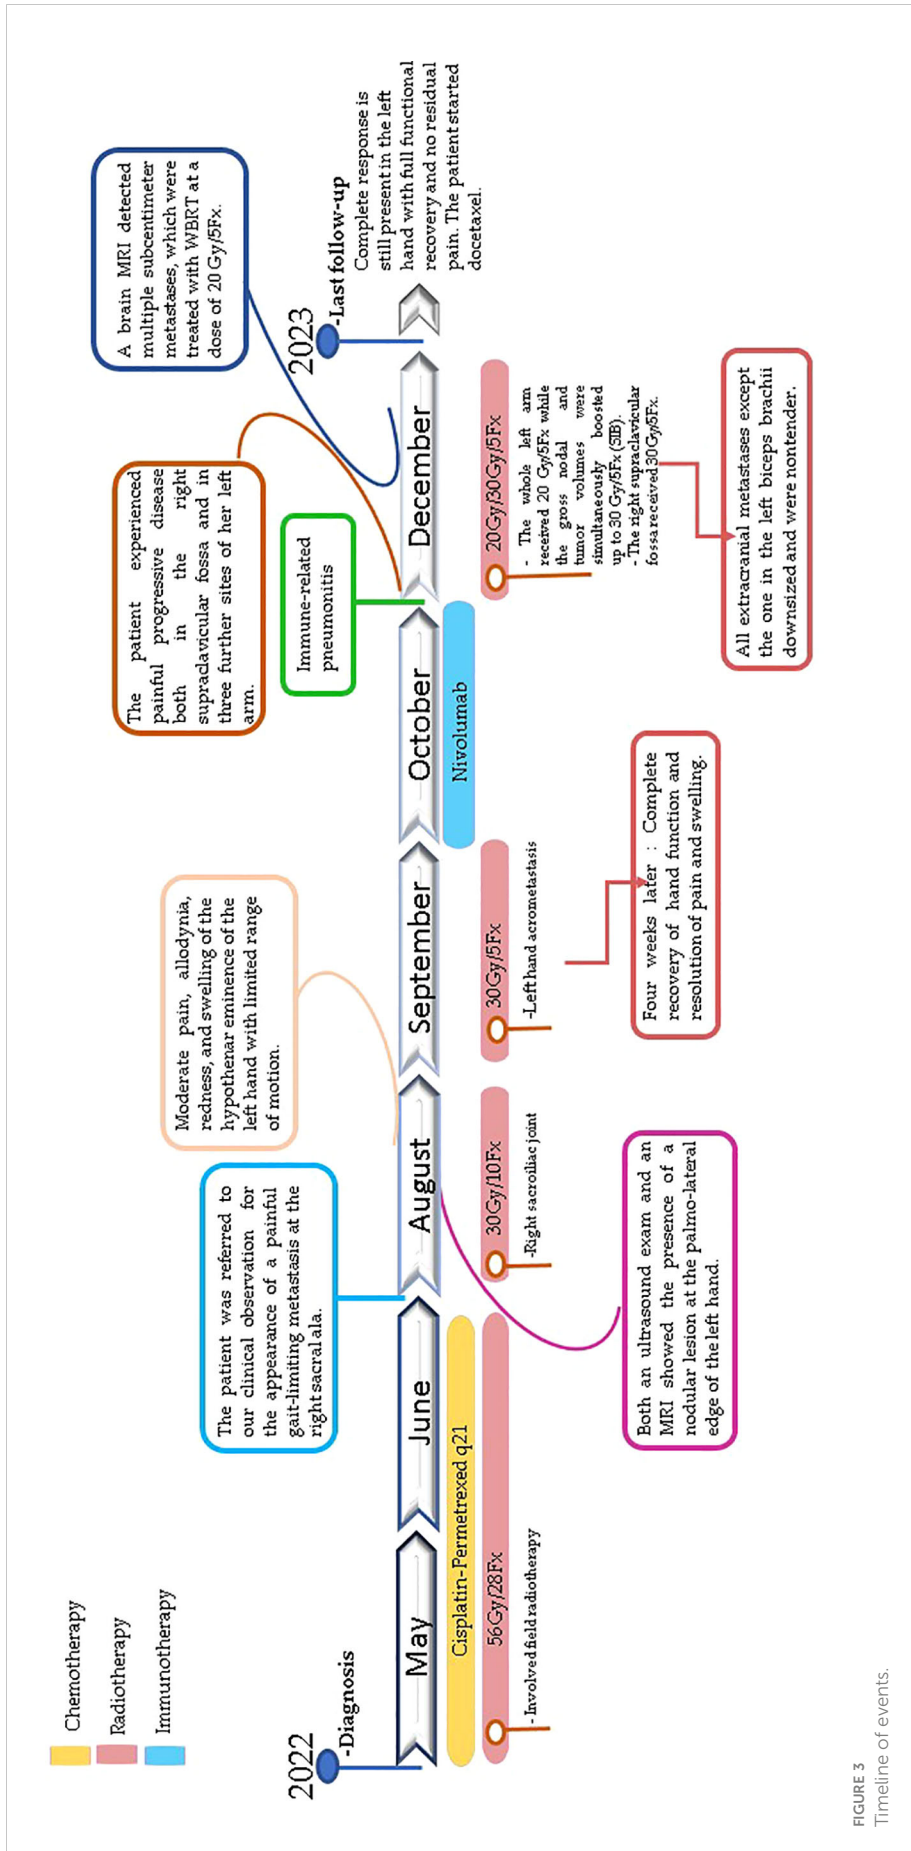 Chemotherapy
Radiotherapy
Immunotherapy
2022
-Diagnosis
The patient was referred to
our clinical observation for
the appearance of a painful
gait-limiting metastasis at the
right sacral ala.
Moderate pain, allodynia,
redness, and swelling of the
hypothenar eminence of the
left hand with limited range
of motion.
The patient experienced
painful progressive disease
both in the right
supraclavicular fossa and in
three further sites of her left
arm.
Immune-related
pneumonitis
A brain MRI detected
multiple subcentimeter
metastases, which were
treated with WBRT at a
dose of 20 Gy/5Fx.
2023
-Last follow-up
Complete response is
still present in the left
hand with full functional
recovery and no residual
pain. The patient started
docetaxel.
May
June
August
September
October
December
Cisplatin-Permetrexed q21
Nivolumab
56Gy/28Fx
30Gy/10Fx
30Gy/5Fx
20Gy/30Gy/5Fx
- Involved field radiotherapy
-Right sacroiliac joint
-Left hand acrometastasis
- The whole left arm
received 20 Gy/5Fx while
the gross nodal and
tumor volumes were
simultaneously boosted
up to 30 Gy/5Fx (SIB).
- The right supraclavicular
fossa received 30Gy/5Fx.
Both an ultrasound exam and an
MRI showed the presence of a
nodular lesion at the palmo-lateral
edge of the left hand.
Four weeks later : Complete
recovery of hand function and
resolution of pain and swelling.
All extracranial metastases except
the one in the left biceps brachii
downsized and were nontender.
FIGURE 3
Timeline of events.